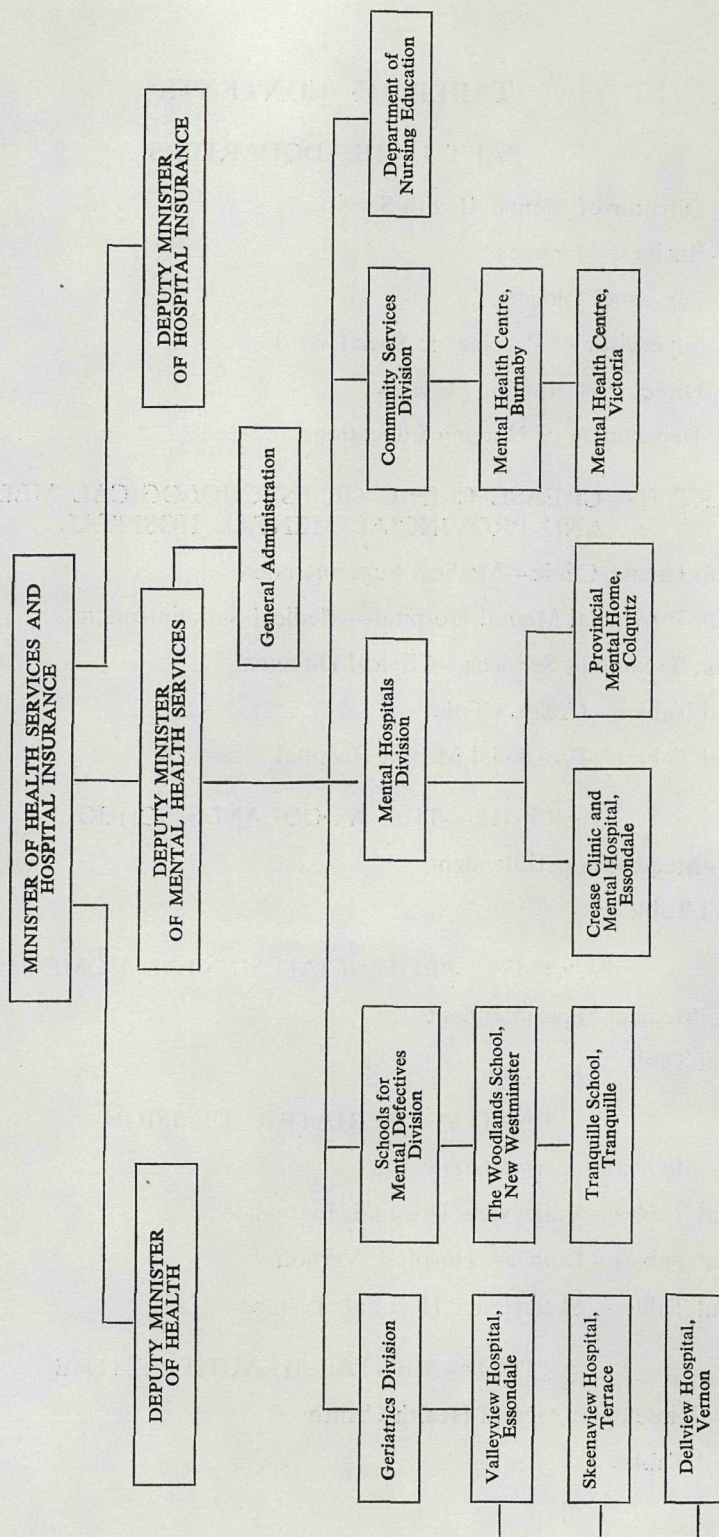 MINISTER OF HEALTH SERVICES AND
HOSPITAL INSURANCE
DEPUTY MINISTER
OF HEALTH
DEPUTY MINISTER
OF MENTAL HEALTH SERVICES
DEPUTY MINISTER
OF HOSPITAL INSURANCE
General Administration
Geriatrics Division
Schools for
Mental Defectives
Division
Mental Hospitals
Division
Community Services
Division
Department of
Nursing Education
Valleyview Hospital,
Essondale
Skeenaview Hospital,
Terrace
Dellview Hospital,
Vernon
The Woodlands School,
New Westminster
Tranquille School,
Tranquille
Crease Clinic and
Mental Hospital,
Essondale
Provincial
Mental Home,
Colquitz
Mental Health Centre,
Burnaby
Mental Health Centre,
Victoria